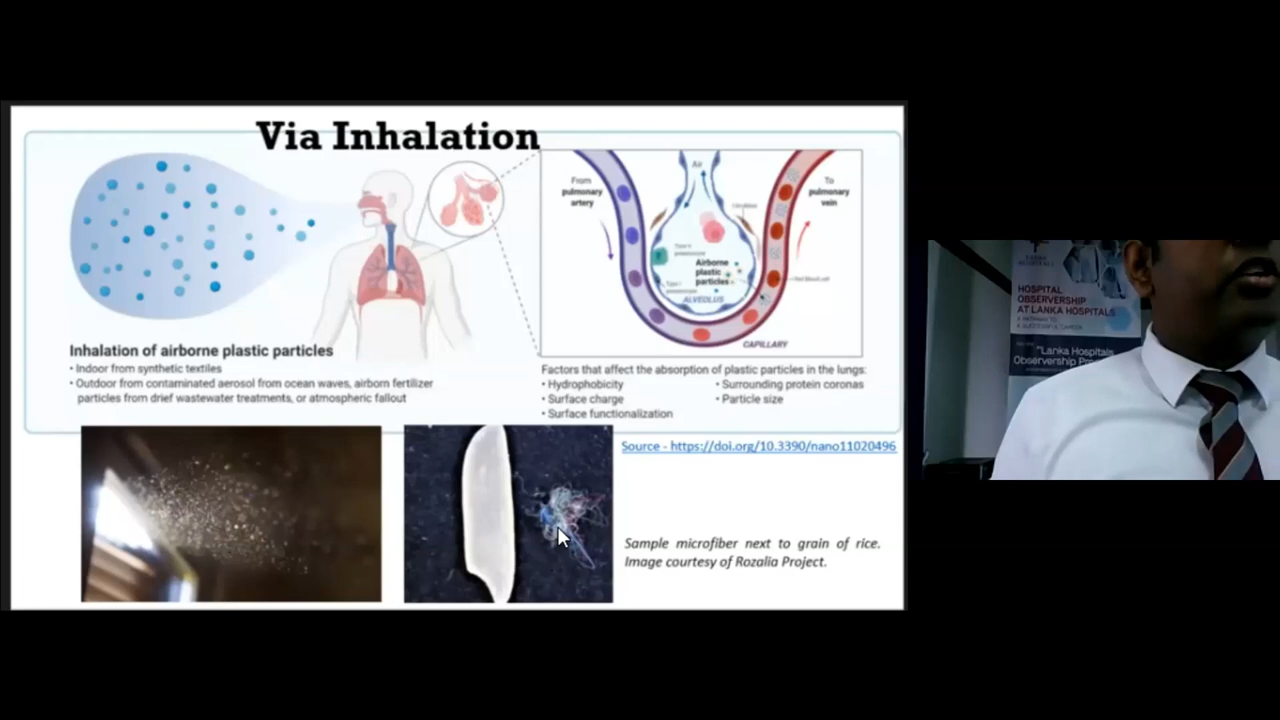 Via Inhalation
From
pulmonary
artery
Air
To
pulmonary
vein
Airborne
plastic
particles
ALVEOLUS
Red blood cell
CAPILLARY
Inhalation of airborne plastic particles
• Indoor from synthetic textiles
• Outdoor from contaminated aerosol from ocean waves, airborn fertilizer
particles from drief wastewater treatments, or atmospheric fallout
Factors that affect the absorption of plastic particles in the lungs:
• Hydrophobicity
• Surface charge
• Surface functionalization
• Surrounding protein coronas
• Particle size
Source - https://doi.org/10.3390/nano11020496
Sample microfiber next to grain of rice.
Image courtesy of Rozalia Project.
HOSPITAL
OBSERVERSHIP
AT LANKA HOSPITALS
"Lanka Hospitals
Observership